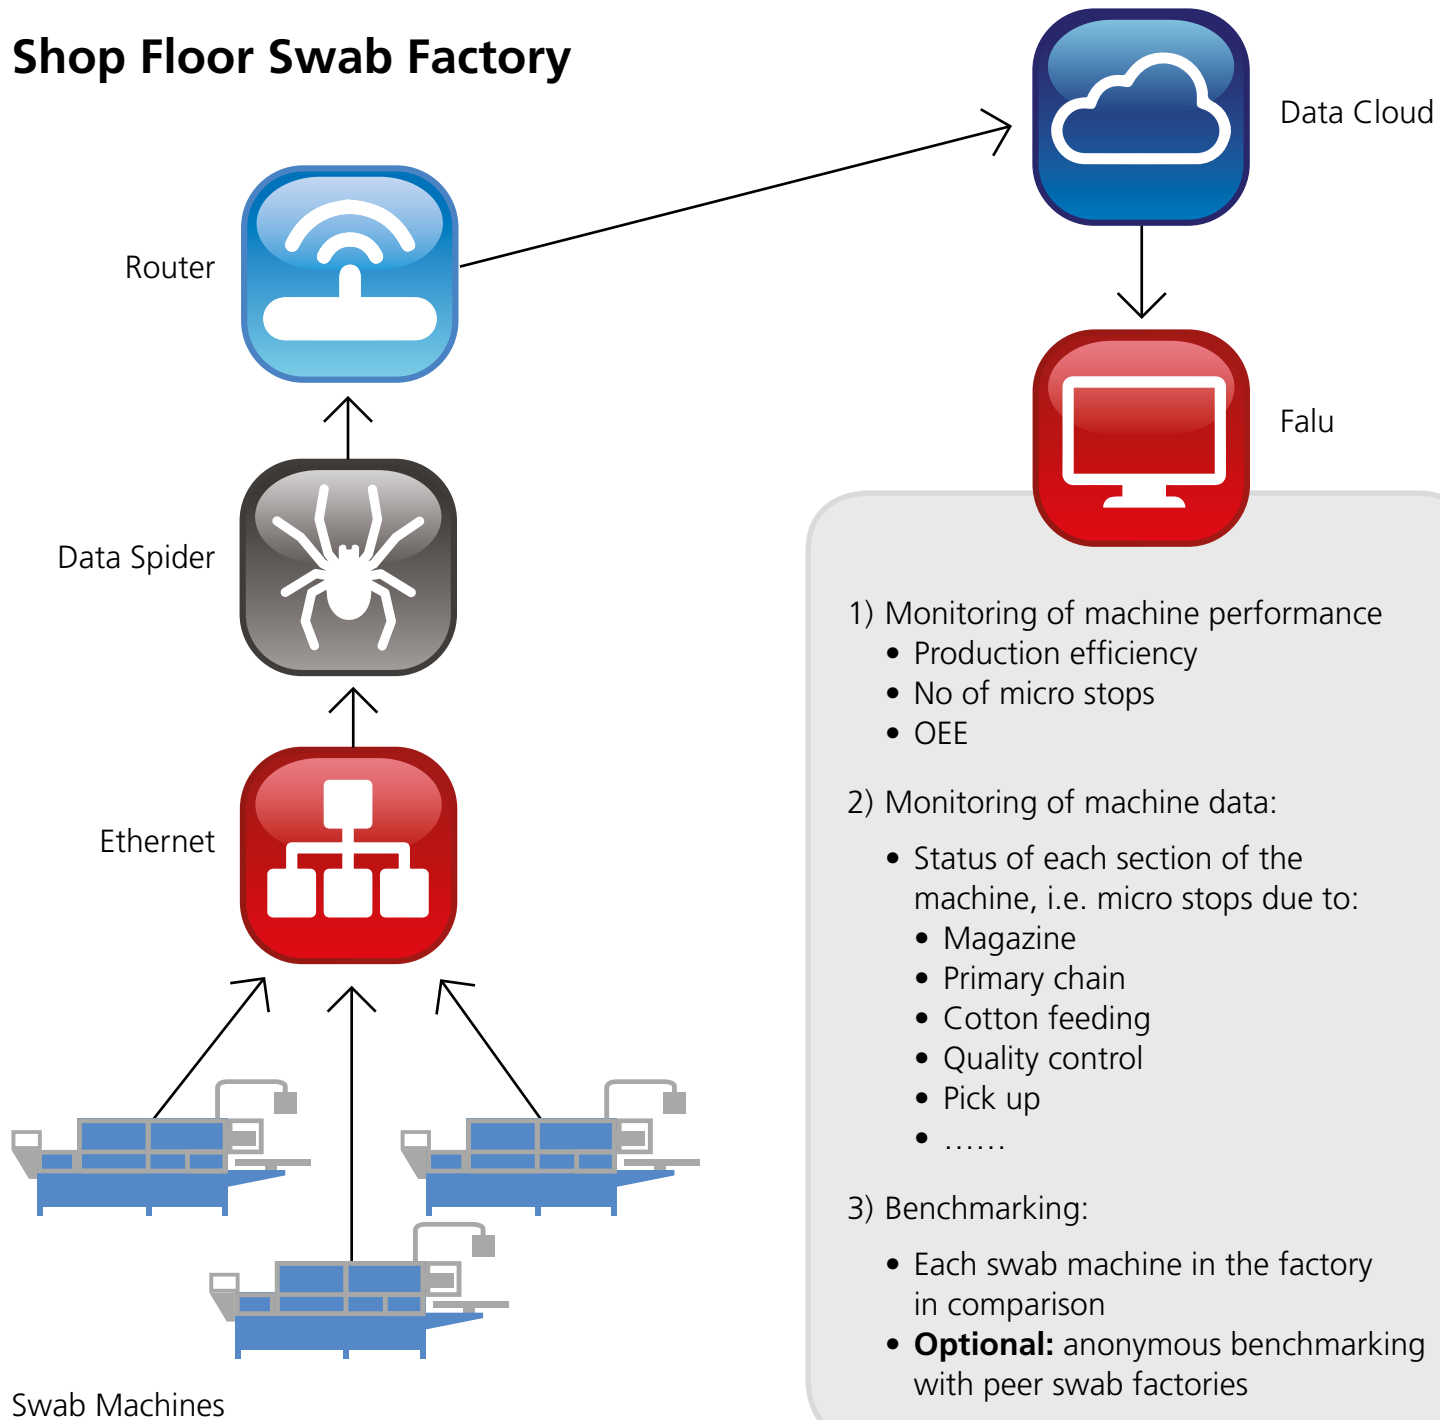 Shop Floor Swab Factory
Data Cloud
Router
Falu
Data Spider
Ethernet
Swab Machines
1) Monitoring of machine performance
• Production efficiency
• No of micro stops
• OEE
2) Monitoring of machine data:
• Status of each section of the
machine, i.e. micro stops due to:
• Magazine
• Primary chain
• Cotton feeding
• Quality control
• Pick up
• ......
3) Benchmarking:
• Each swab machine in the factory
in comparison
• Optional: anonymous benchmarking
with peer swab factories